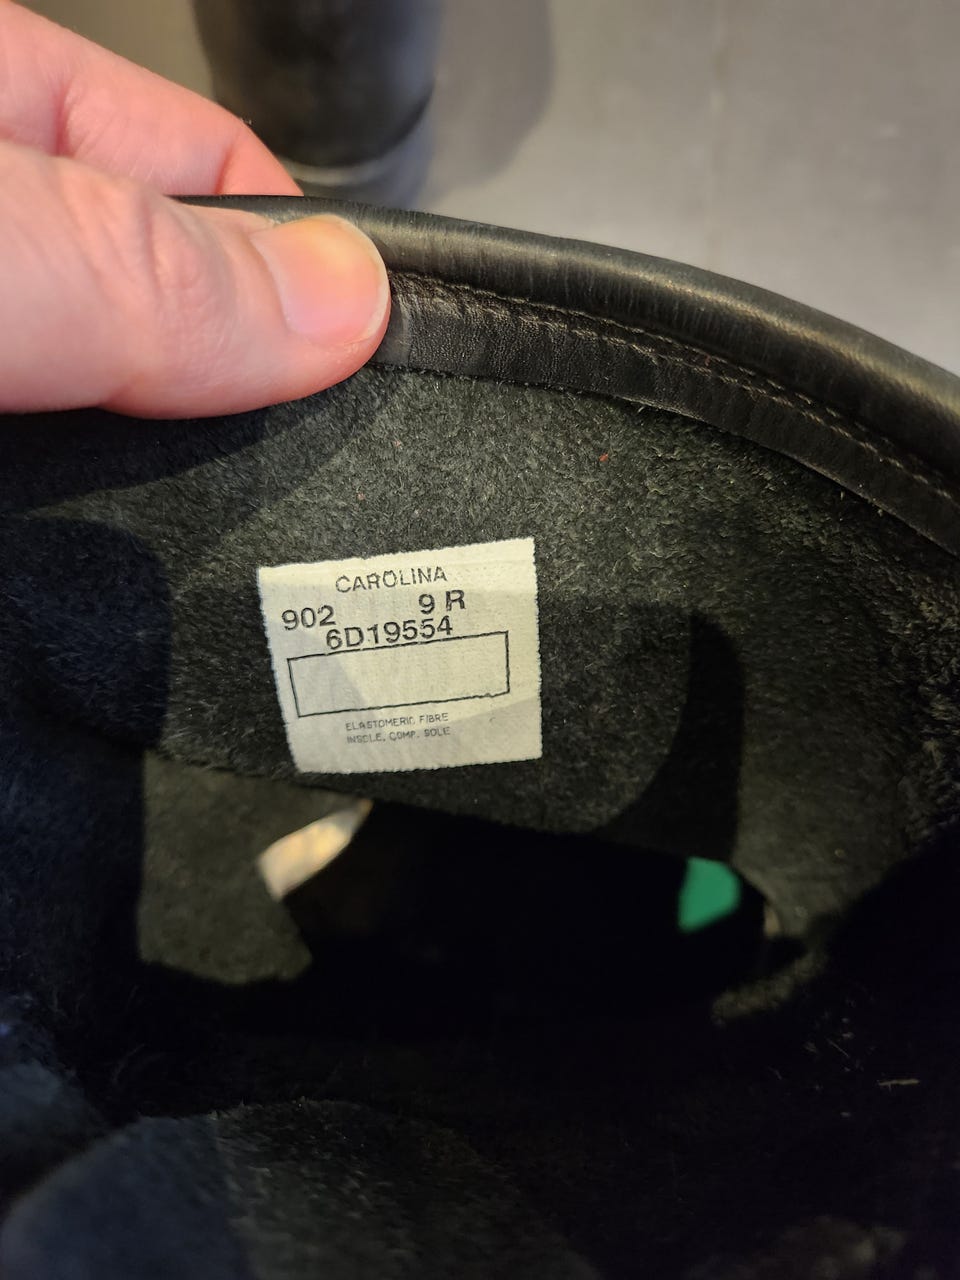 CAROLINA
902 9 R
6D19554
ELASTOMERIC FIBRE
INSOLE, COMP. SOLE